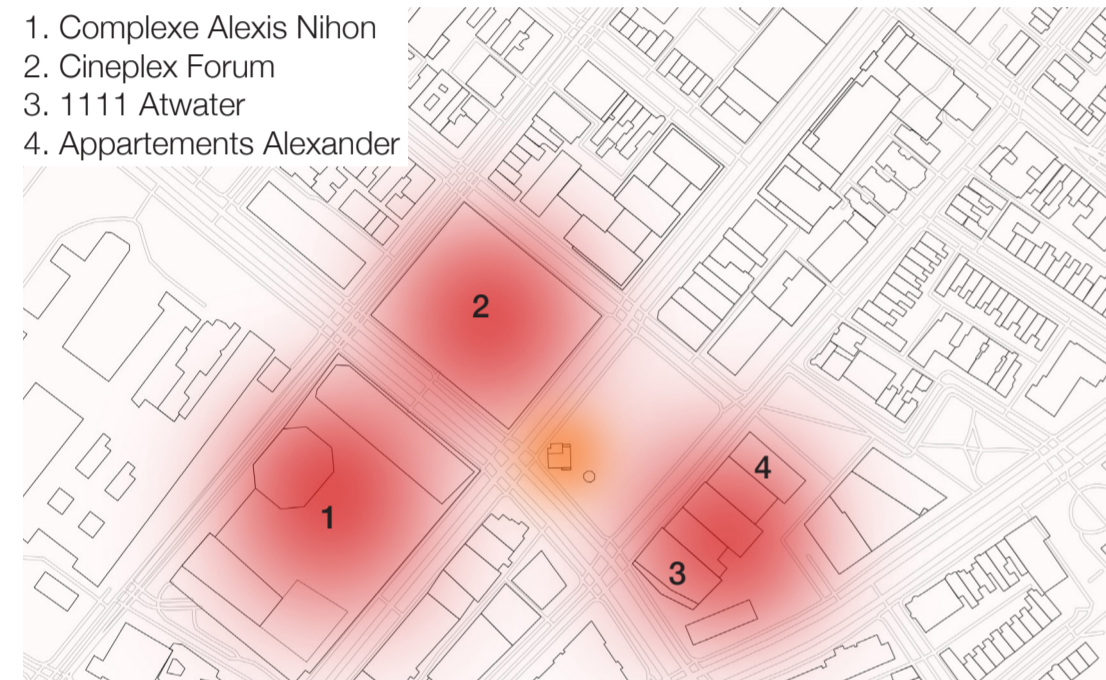 1. Complexe Alexis Nihon
2. Cineplex Forum
3. 1111 Atwater
4. Appartements Alexander
2
4
1
3